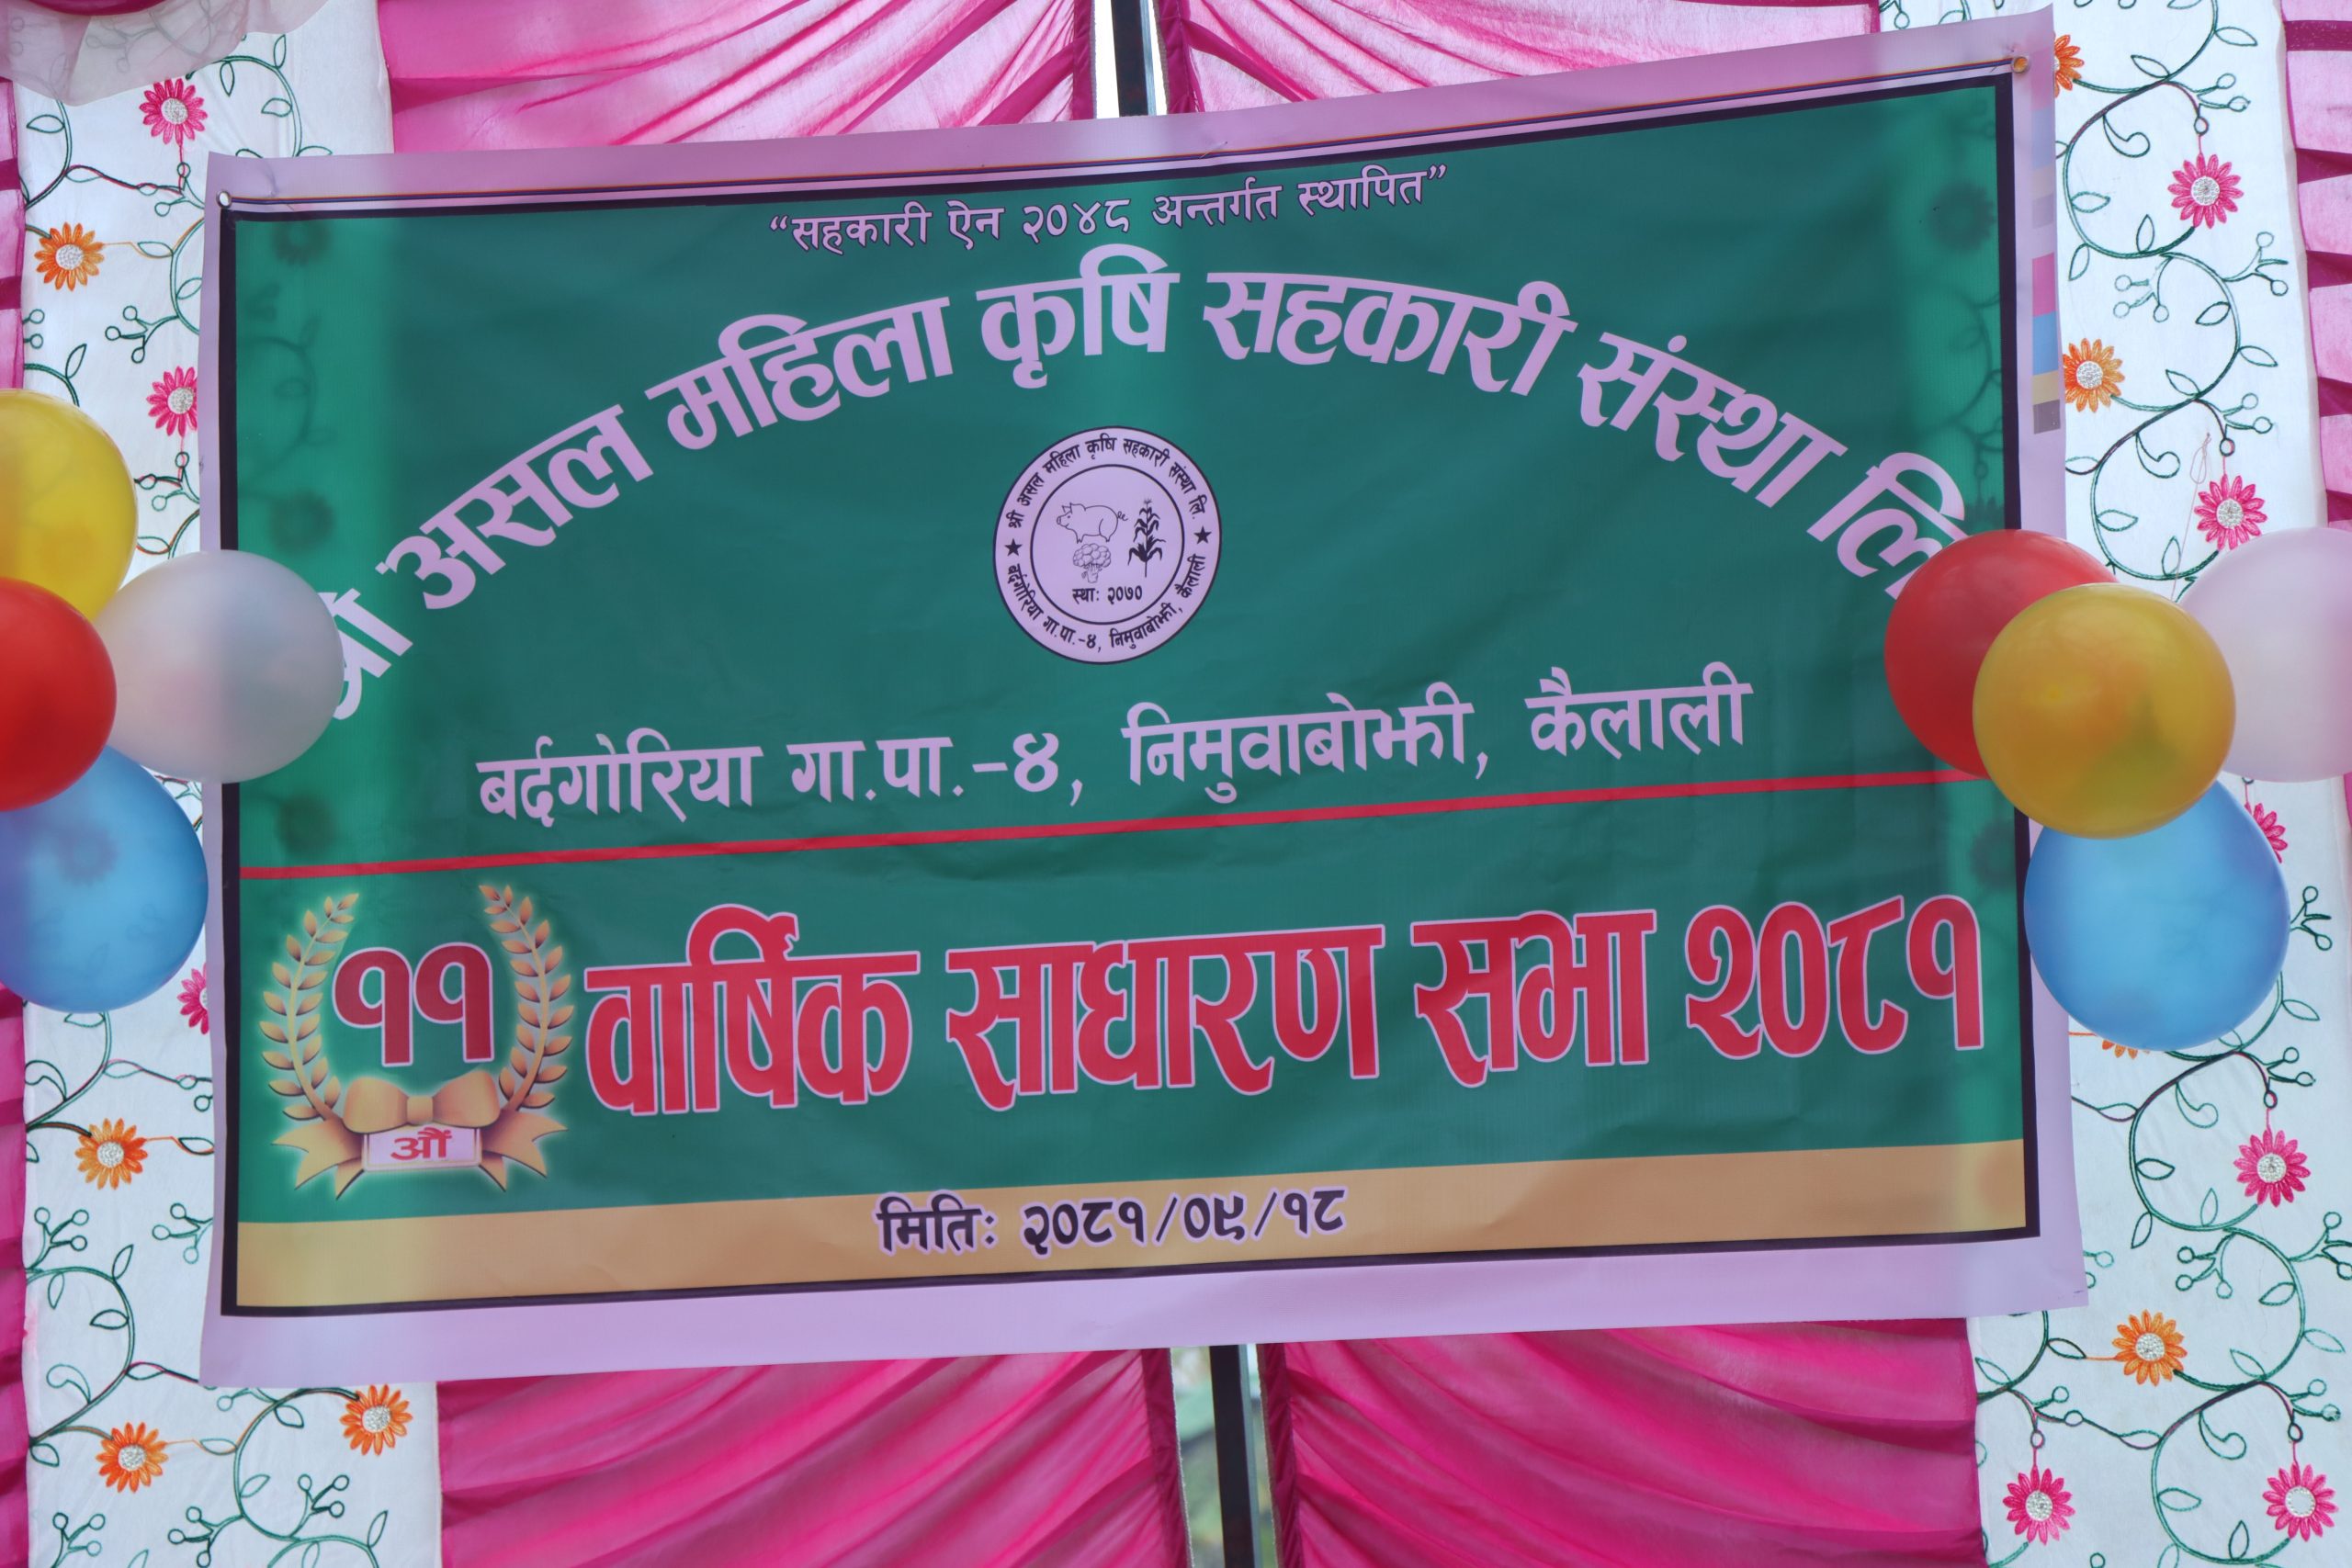 “सहकारी ऐन २०४८ अन्तर्गत स्थापित”
श्री असल महिला कृषि सहकारी संस्था लि
श्री असल महिला कृषि सहकारी संस्था लि.
स्था: २०७०
बर्दगोरिया गा.पा.-४, निमुवाबोझी, कैलाली
बर्दगोरिया गा.पा.-४, निमुवाबोझी, कैलाली
११ वार्षिक साधारण सभा २०८१
औं
मिति: २०८१/०९/१८